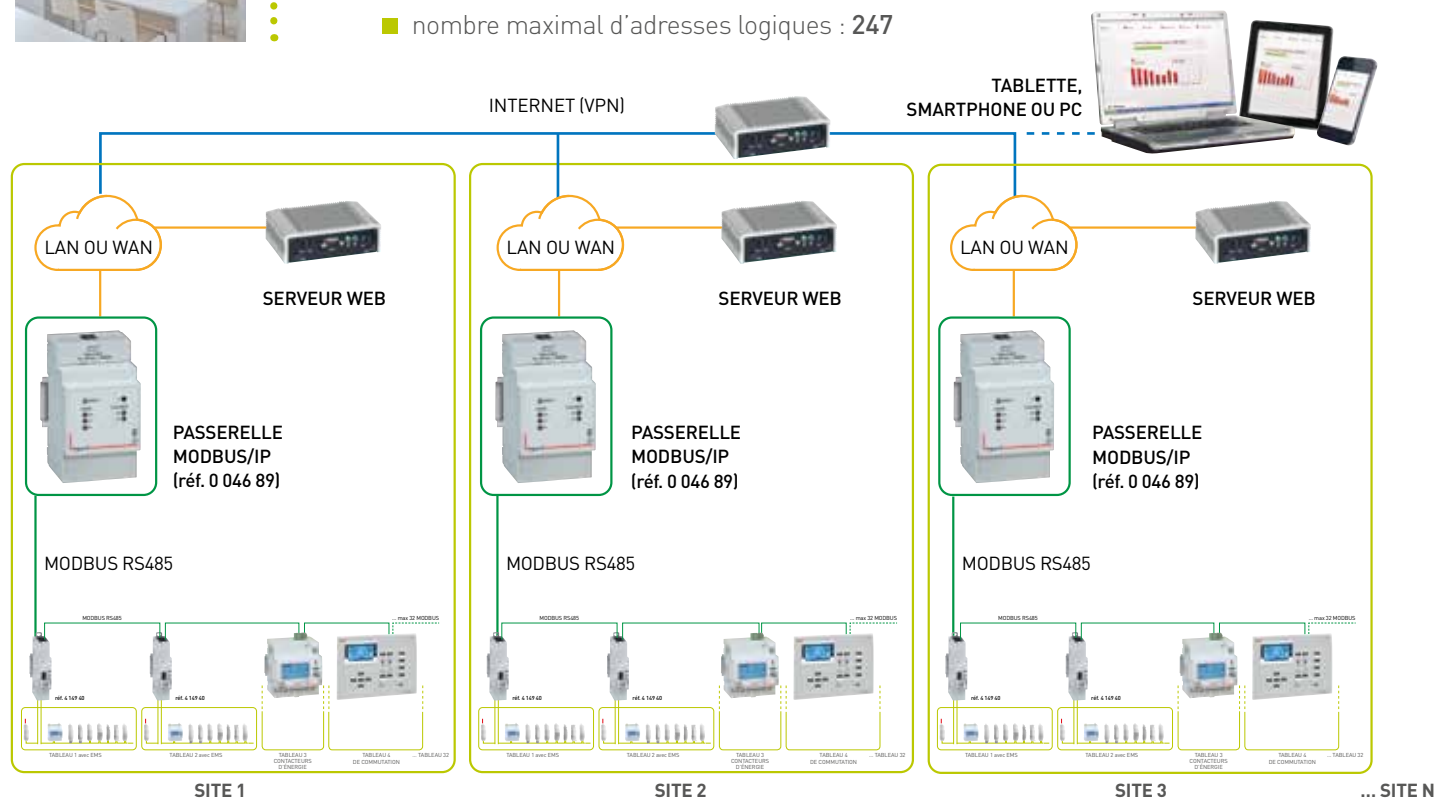 nombre maximal d'adresses logiques : 247
INTERNET (VPN)
TABLETTE,
SMARTPHONE OU PC
LAN OU WAN
SERVEUR WEB
PASSERELLE
MODBUS/IP
(réf. 0 046 89)
MODBUS RS485
MODBUS RS485
... max 32 MODBUS
réf. 4 149 40
réf. 4 149 40
TABLEAU 1 avec EMS
TABLEAU 2 avec EMS
TABLEAU 3
CONTACTEURS
D'ÉNERGIE
TABLEAU 4
DE COMMUTATION
... TABLEAU 32
SITE 1
LAN OU WAN
SERVEUR WEB
PASSERELLE
MODBUS/IP
(réf. 0 046 89)
MODBUS RS485
MODBUS RS485
... max 32 MODBUS
réf. 4 149 40
réf. 4 149 40
TABLEAU 1 avec EMS
TABLEAU 2 avec EMS
TABLEAU 3
CONTACTEURS
D'ÉNERGIE
TABLEAU 4
DE COMMUTATION
... TABLEAU 32
SITE 2
LAN OU WAN
SERVEUR WEB
PASSERELLE
MODBUS/IP
(réf. 0 046 89)
MODBUS RS485
MODBUS RS485
... max 32 MODBUS
réf. 4 149 40
réf. 4 149 40
TABLEAU 1 avec EMS
TABLEAU 2 avec EMS
TABLEAU 3
CONTACTEURS
D'ÉNERGIE
TABLEAU 4
DE COMMUTATION
... TABLEAU 32
SITE 3
... SITE N